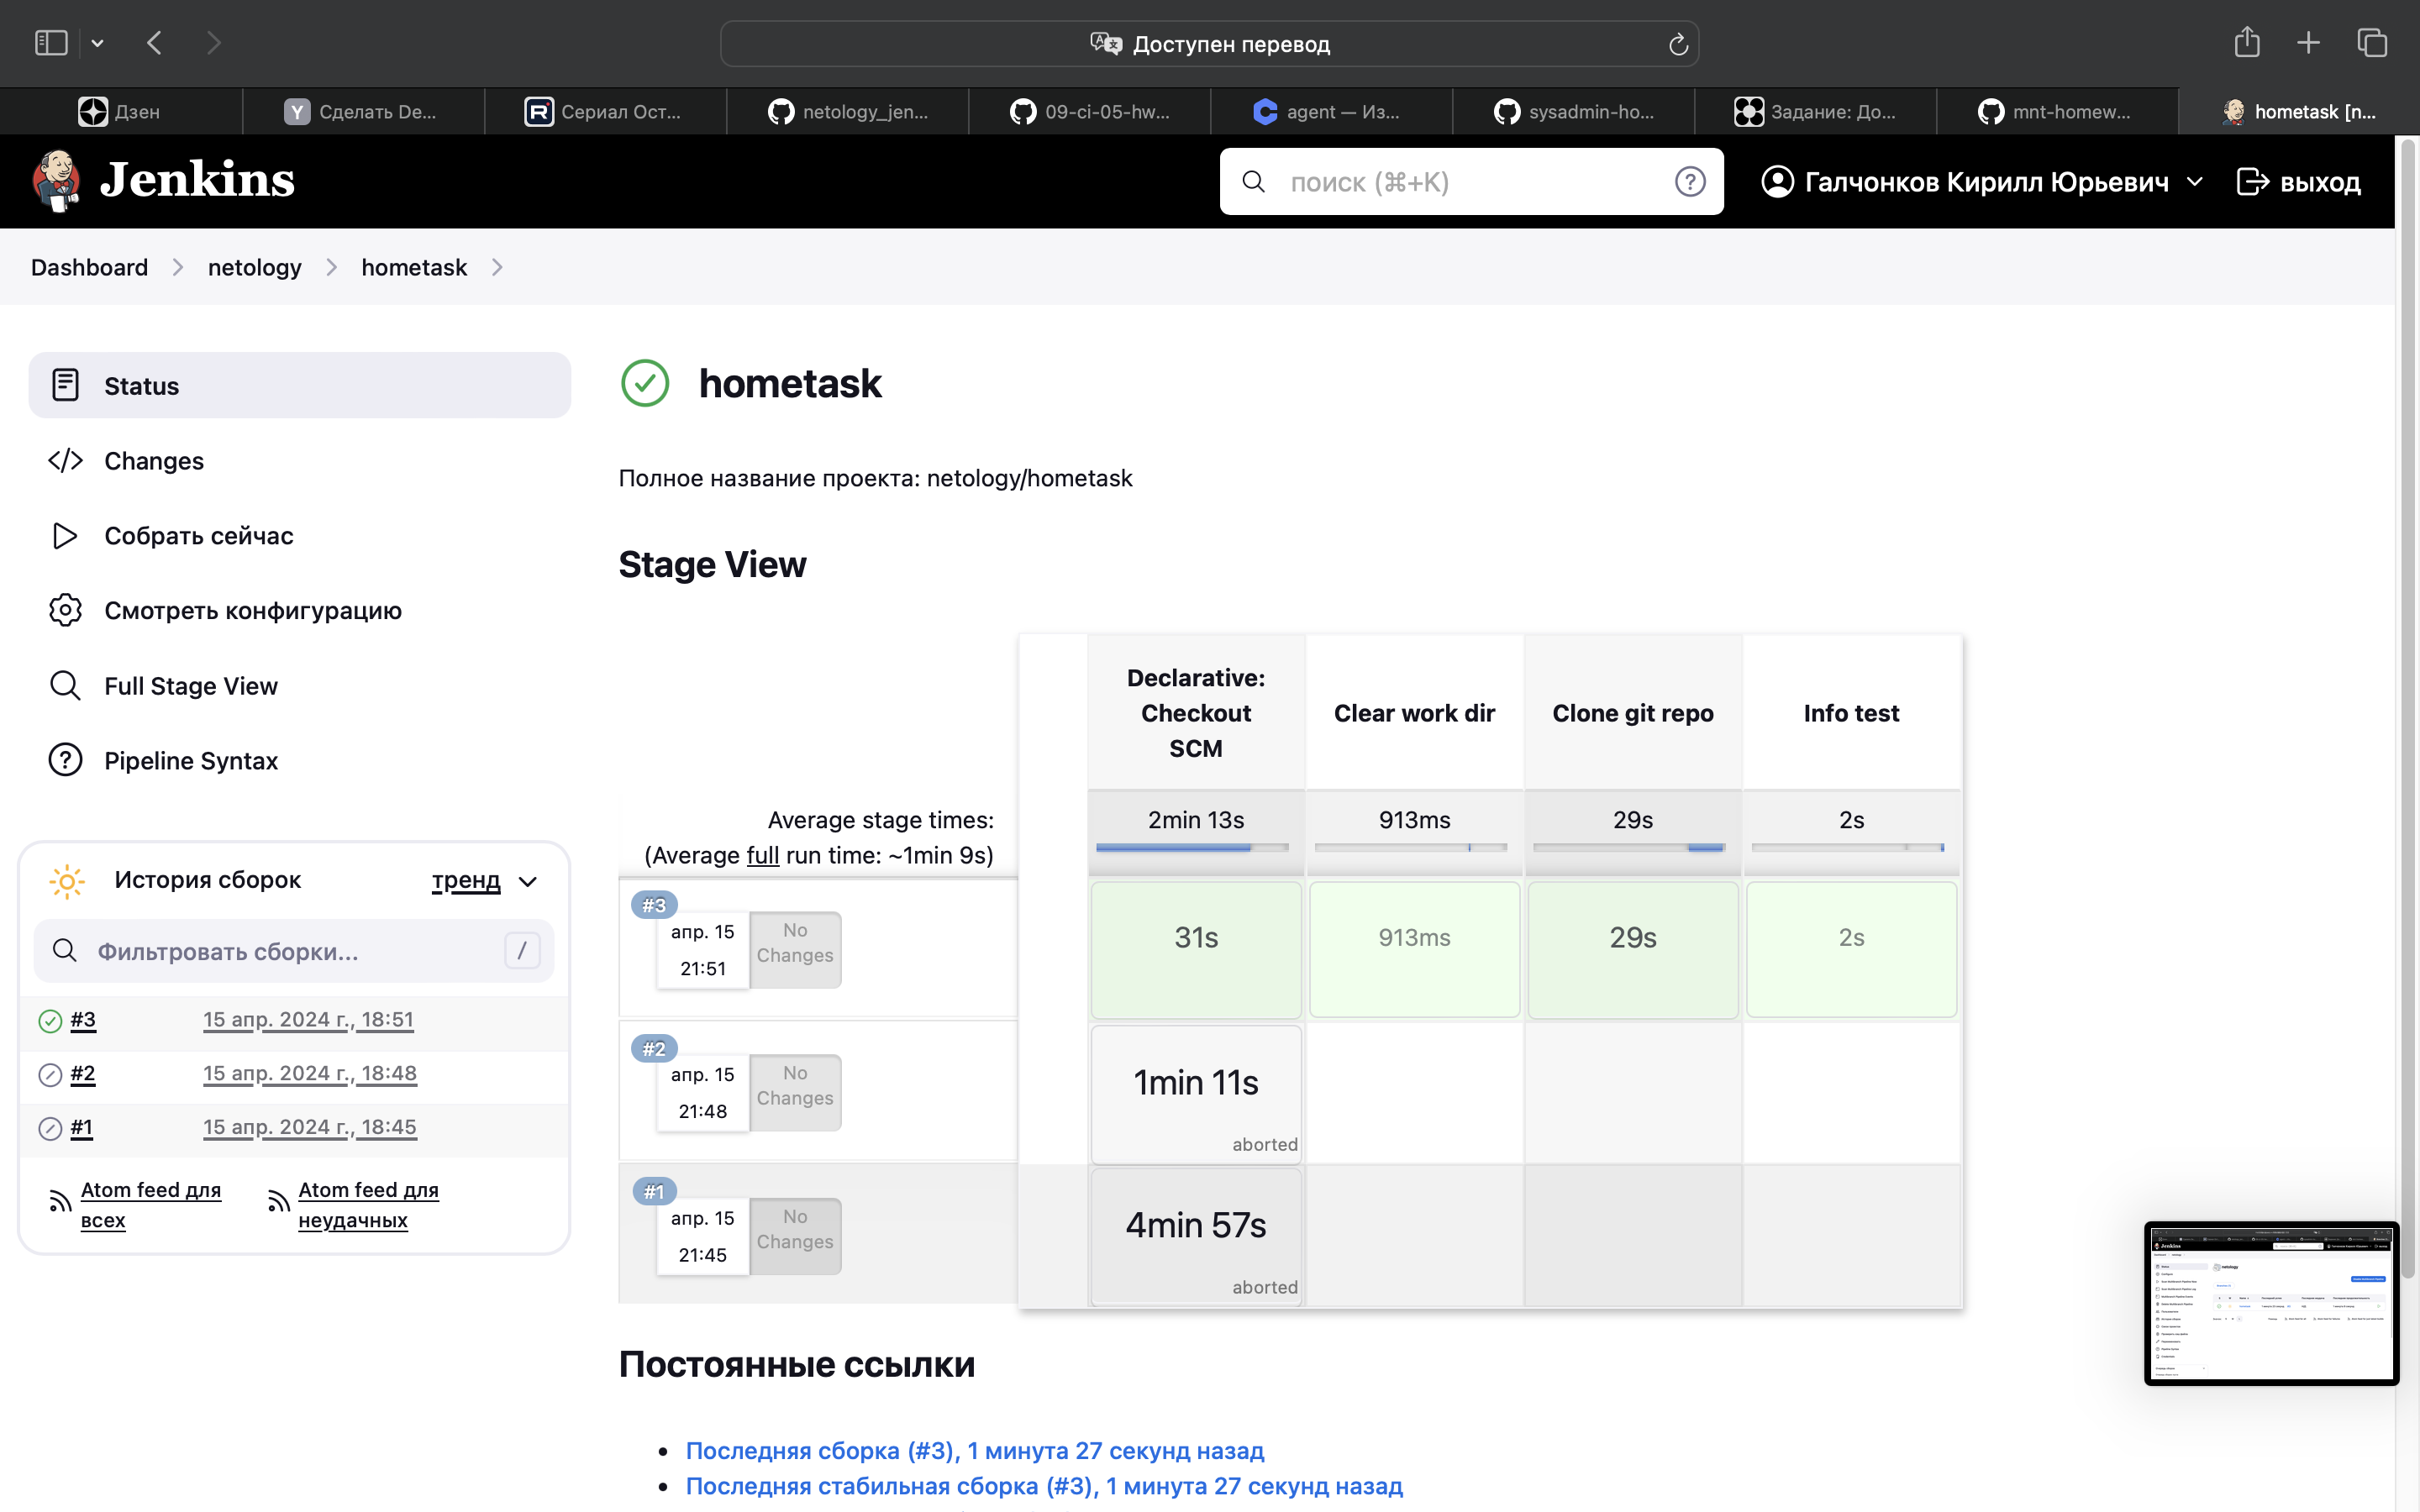 Доступен перевод
Дзен
Сделать De...
Сериал Ост...
netology_jen...
09-ci-05-hw...
agent — Из...
sysadmin-ho...
Задание: До...
mnt-homew...
hometask [n...
Jenkins
поиск (⌘+K)
Галчонков Кирилл Юрьевич
выход
Dashboard
netology
hometask
Status
Changes
Собрать сейчас
Смотреть конфигурацию
Full Stage View
Pipeline Syntax
История сборок
тренд
Фильтровать сборки...
/
#3
15 апр. 2024 г., 18:51
#2
15 апр. 2024 г., 18:48
#1
15 апр. 2024 г., 18:45
Atom feed для
всех
Atom feed для
неудачных
hometask
Полное название проекта: netology/hometask
Stage View
Declarative:
Checkout
SCM
Clear work dir
Clone git repo
Info test
Average stage times:
(Average full run time: ~1min 9s)
2min 13s
913ms
29s
2s
#3
апр. 15
21:51
No
Changes
31s
913ms
29s
2s
#2
апр. 15
21:48
No
Changes
1min 11s
aborted
#1
апр. 15
21:45
No
Changes
4min 57s
aborted
Постоянные ссылки
Последняя сборка (#3), 1 минута 27 секунд назад
Последняя стабильная сборка (#3), 1 минута 27 секунд назад